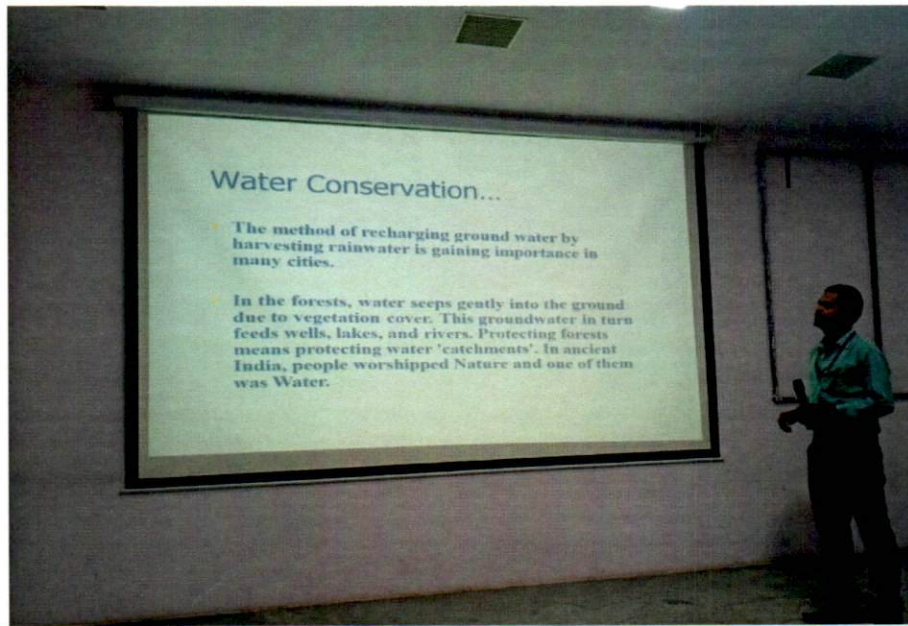 Water Conservation...
The method of recharging ground water by
harvesting rainwater is gaining importance in
many cities.
In the forests, water seeps gently into the ground
due to vegetation cover. This groundwater in turn
feeds wells, lakes, and rivers. Protecting forests
means protecting water 'catchments'. In ancient
India, people worshipped Nature and one of them
was Water.